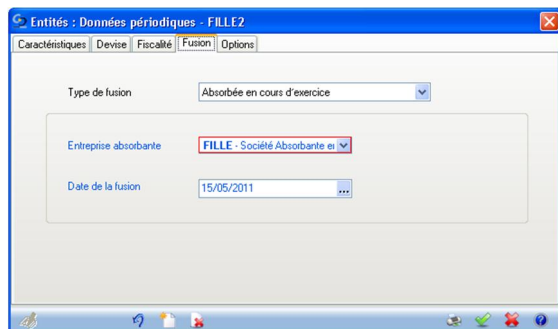 Entités : Données périodiques - FILLE2
Caractéristiques Devise Fiscalité Fusion Options
Type de fusion Absorbée en cours d'exercice
Entreprise absorbante FILLE - Société Absorbante
Date de la fusion 15/05/2011 ...